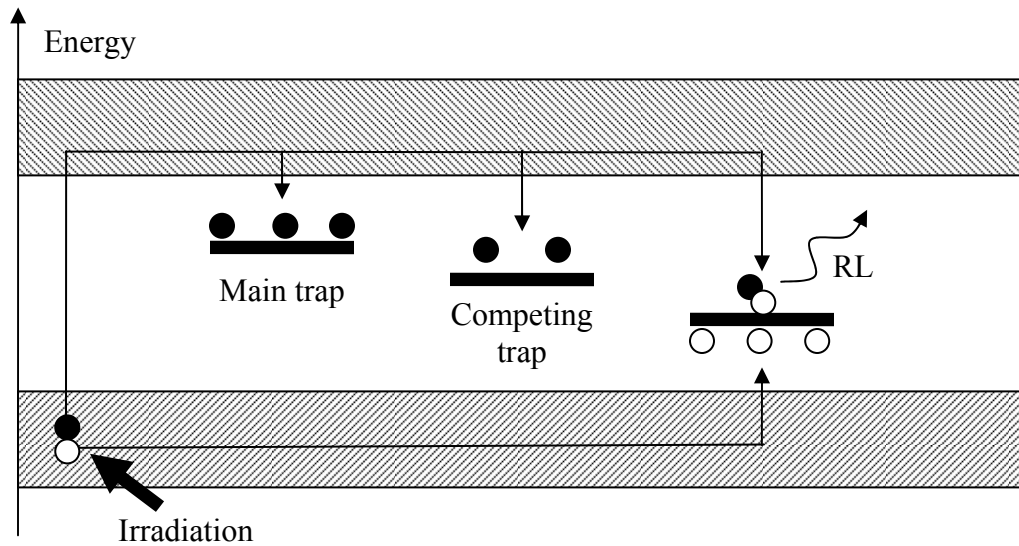 Energy
Main trap
Competing
trap
RL
Irradiation